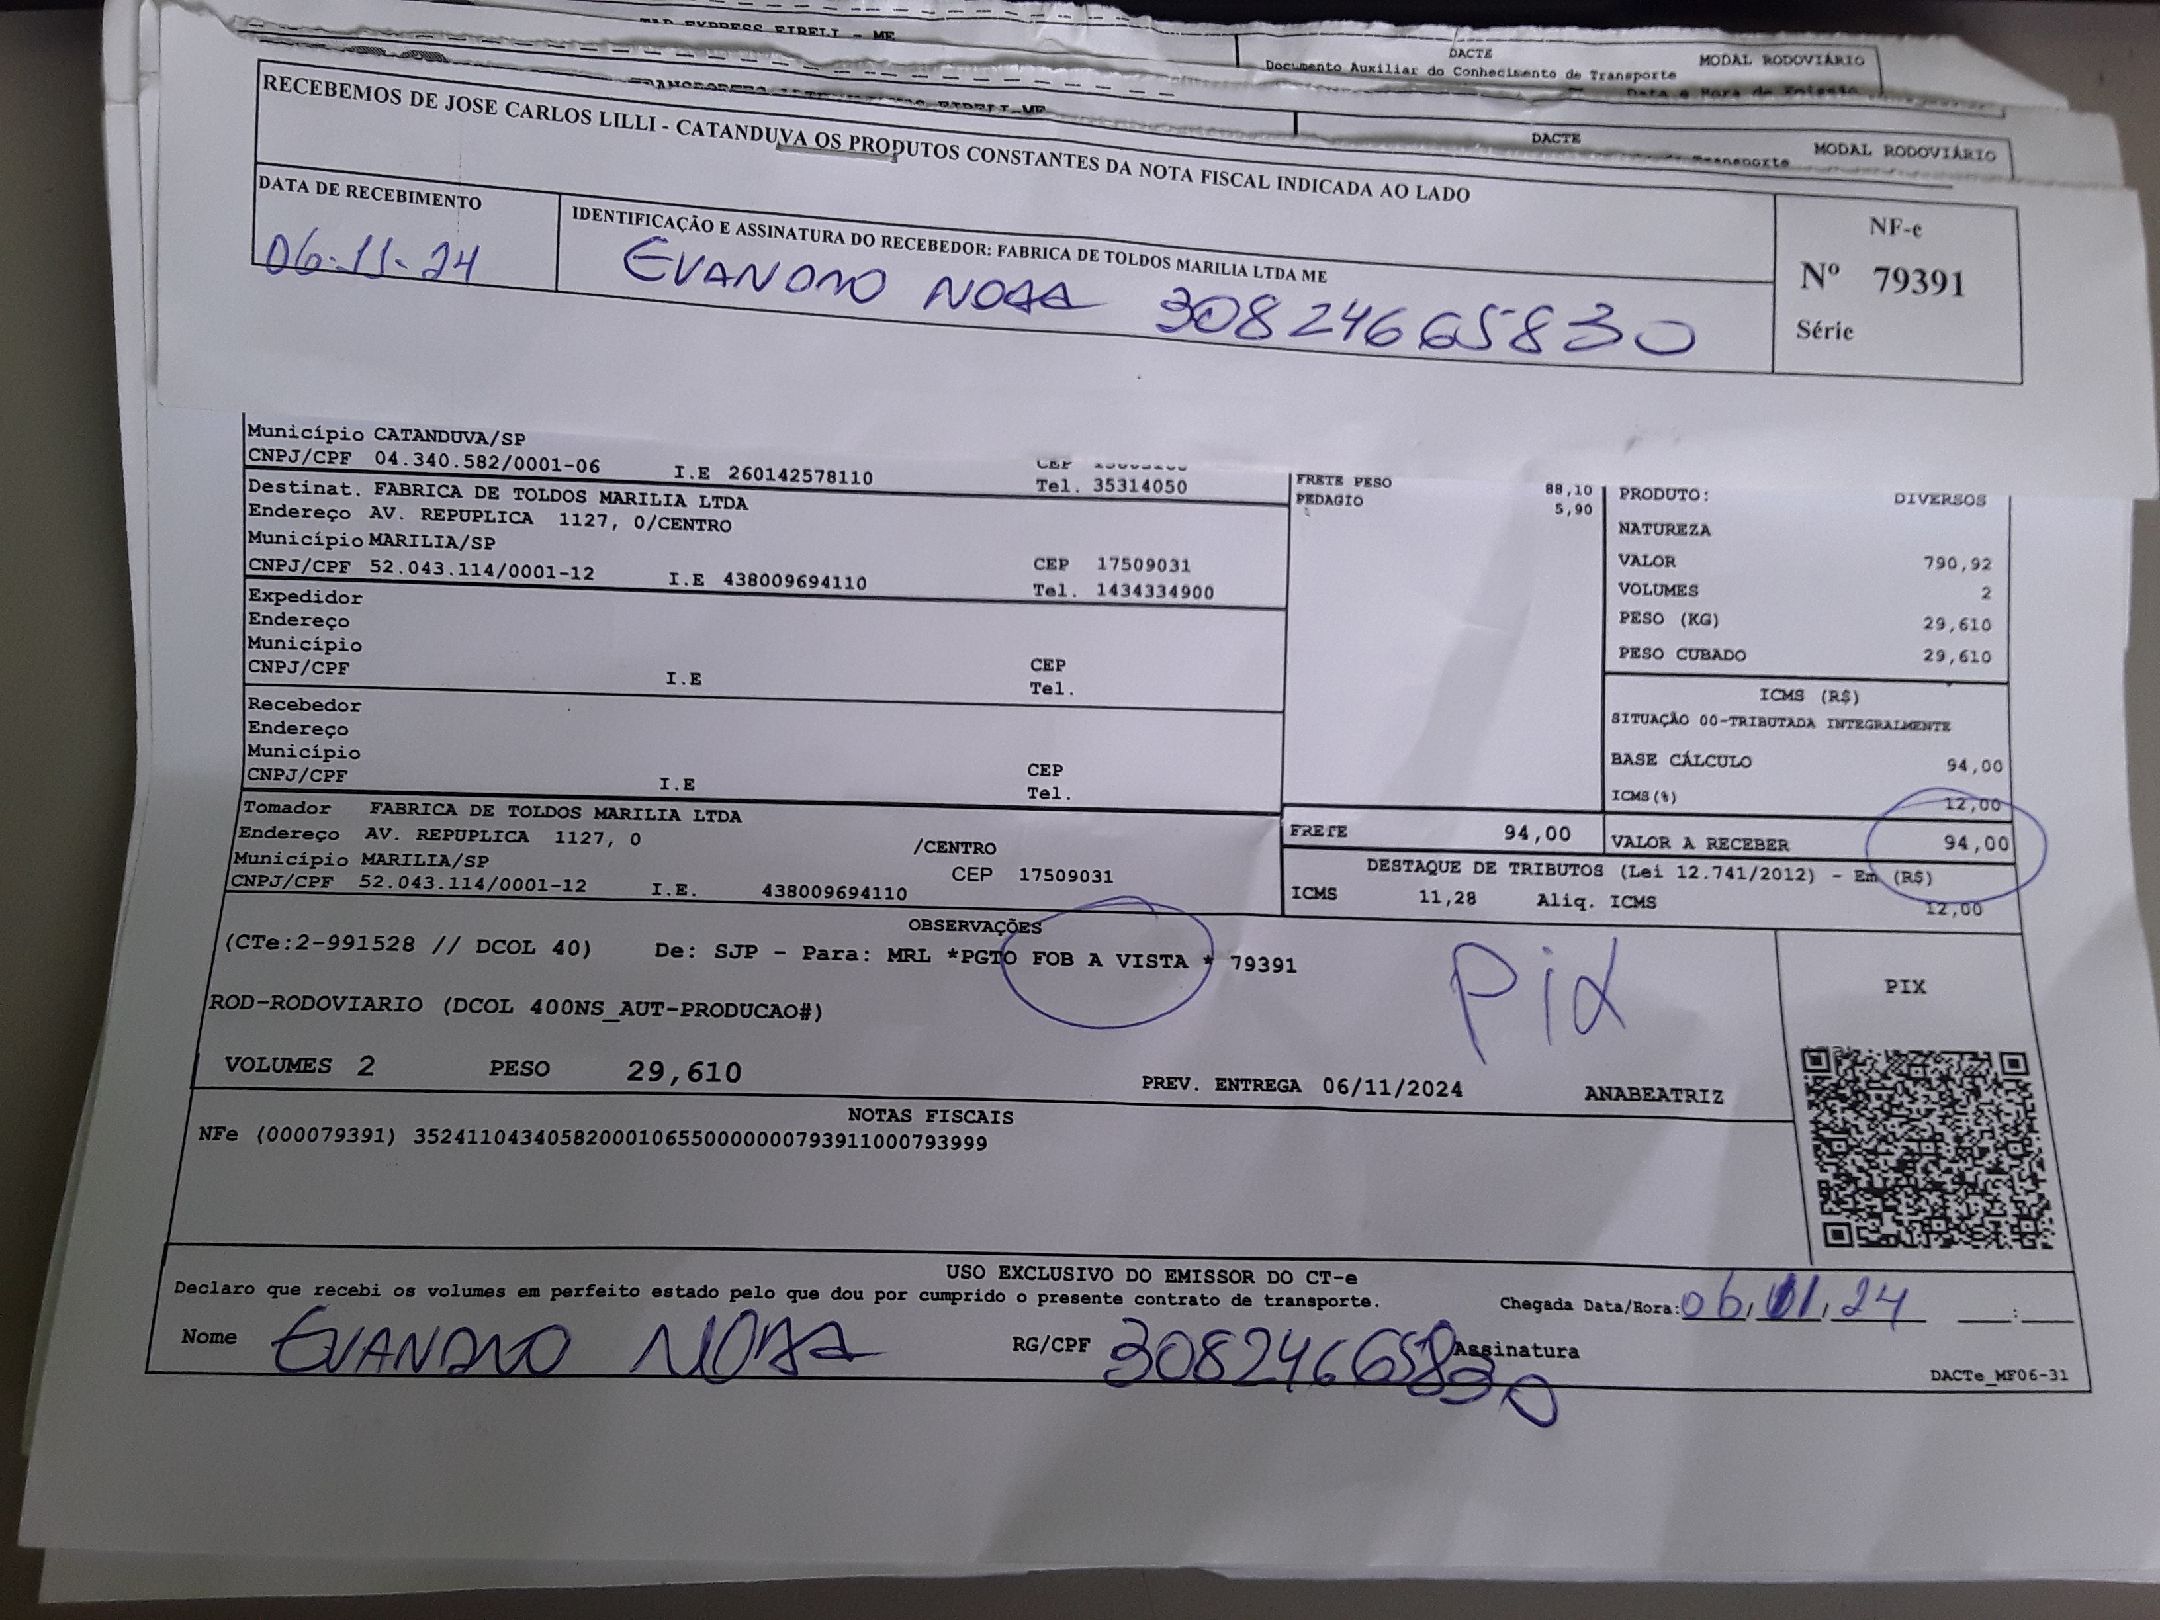 EXPRESS EIRELI - ME
DACTE
MODAL RODOVIÁRIO
Documento Auxiliar do Conhecimento de Transporte
DACTE
MODAL RODOVIÁRIO
RECEBEMOS DE JOSE CARLOS LILLI - CATANDUVA OS PRODUTOS CONSTANTES DA NOTA FISCAL INDICADA AO LADO
DATA DE RECEBIMENTO
06.11.24
IDENTIFICAÇÃO E ASSINATURA DO RECEBEDOR: FABRICA DE TOLDOS MARILIA LTDA ME
EVANDRO 30824665830
NF-e
Nº 79391
Série
Município CATANDUVA/SP
CNPJ/CPF 04.340.582/0001-06 I.E 260142578110 Tel. 35314050
Destinat. FABRICA DE TOLDOS MARILIA LTDA
Endereço AV. REPUPLICA 1127, 0/CENTRO
Município MARILIA/SP CEP 17509031
CNPJ/CPF 52.043.114/0001-12 I.E 438009694110 Tel. 1434334900
Expedidor
Endereço
Município
CNPJ/CPF I.E CEP
Tel.
Recebedor
Endereço
Município
CNPJ/CPF I.E CEP
Tel.
Tomador FABRICA DE TOLDOS MARILIA LTDA
Endereço AV. REPUPLICA 1127, 0 /CENTRO
Município MARILIA/SP CEP 17509031
CNPJ/CPF 52.043.114/0001-12 I.E. 438009694110
FRETE PESO 88,10
PEDAGIO 5,90
PRODUTO: DIVERSOS
NATUREZA
VALOR 790,92
VOLUMES 2
PESO (KG) 29,610
PESO CUBADO 29,610
ICMS (R$)
SITUAÇÃO 00-TRIBUTADA INTEGRALMENTE
BASE CÁLCULO 94,00
ICMS(%) 12,00
FRETE 94,00 VALOR A RECEBER 94,00
DESTAQUE DE TRIBUTOS (Lei 12.741/2012) - Em (R$)
ICMS 11,28 Aliq. ICMS 12,00
OBSERVAÇÕES
(CTe:2-991528 // DCOL 40) De: SJP - Para: MRL *PGTO FOB A VISTA * 79391
ROD-RODOVIARIO (DCOL 400NS_AUT-PRODUCAO#)
Pix
PIX
VOLUMES 2 PESO 29,610 PREV. ENTREGA 06/11/2024 ANABEATRIZ
NOTAS FISCAIS
NFe (000079391) 35241104340582000106550000000793911000793999
USO EXCLUSIVO DO EMISSOR DO CT-e
Declaro que recebi os volumes em perfeito estado pelo que dou por cumprido o presente contrato de transporte.
Chegada Data/Hora: 06,11,24 :
Nome EVANDRO RG/CPF 30824665830 Assinatura
DACTe_MF06-31